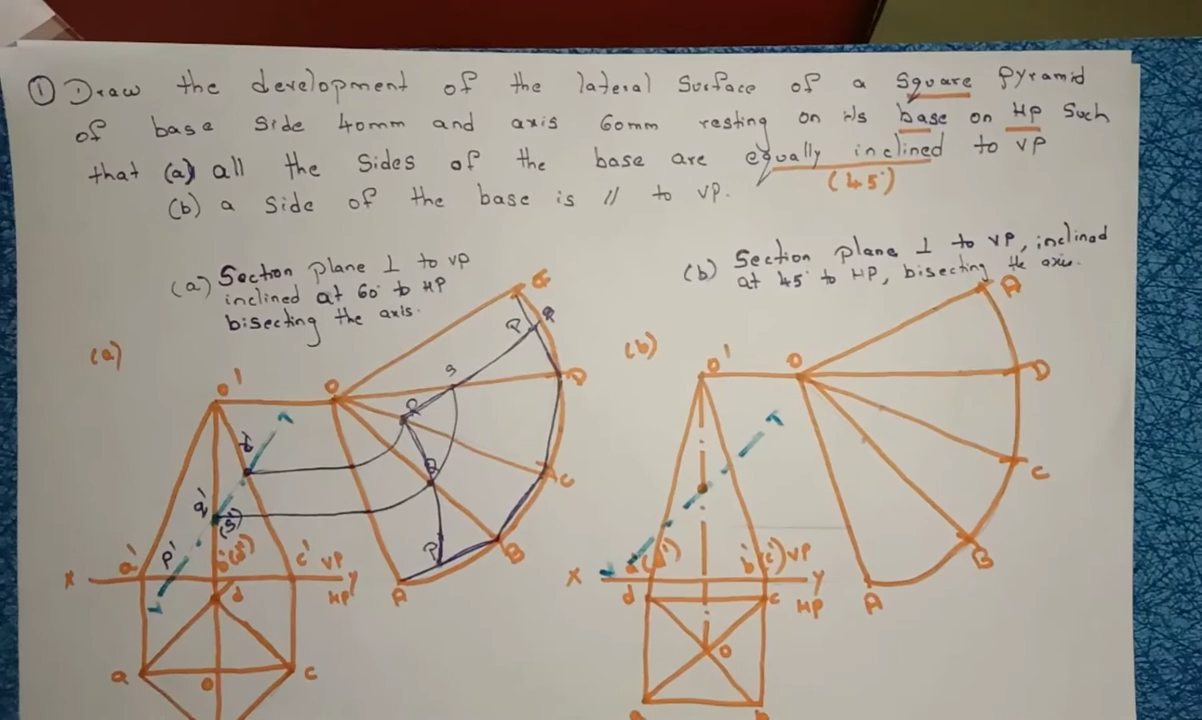 ① Draw the development of the lateral Surface of a Square Pyramid
of base side 40mm and axis 60mm resting on its base on HP Such
that (a) all the Sides of the base are equally inclined to VP
(45°)
(b) a Side of the base is // to VP.
(a) Section plane ⊥ to VP
inclined at 60° to HP
bisecting the axis.
(b) Section plane ⊥ to VP, inclined
at 45° to HP, bisecting the axis.
(a)
o'
O
A
D
S
R
Q
P
B
C
A
r'
q'
(s')
p'
a'
b'(d')
c'
VP
X
Y
HP
d
a
o
c
(b)
o'
O
A
D
C
B
A
a'(d')
b'(c')
VP
X
Y
HP
d
c
o
a
b